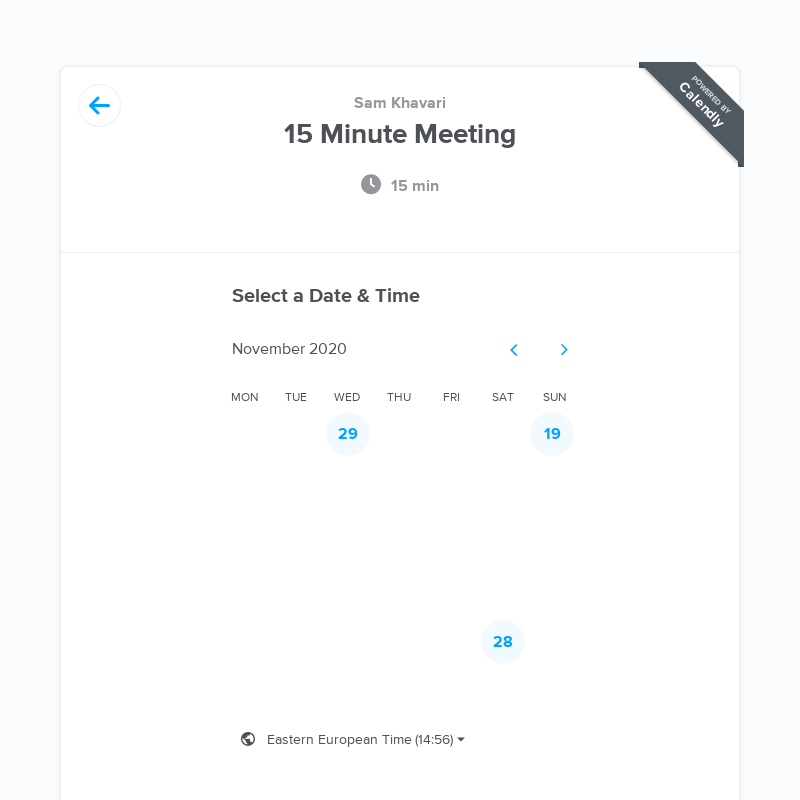 Sam Khavari
15 Minute Meeting
15 min
POWERED BY
Calendly
Select a Date & Time
November 2020
MON TUE WED THU FRI SAT SUN
29 19
28
Eastern European Time (14:56)